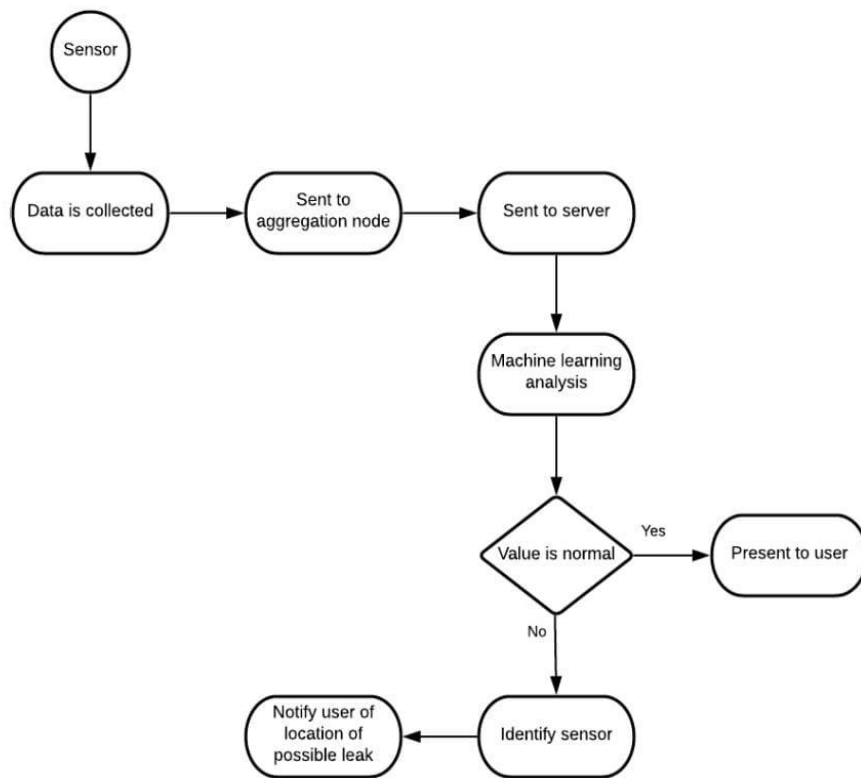 Sensor
Data is collected
Sent to
aggregation node
Sent to server
Machine learning
analysis
Value is normal
Yes
Present to user
No
Identify sensor
Notify user of
location of
possible leak